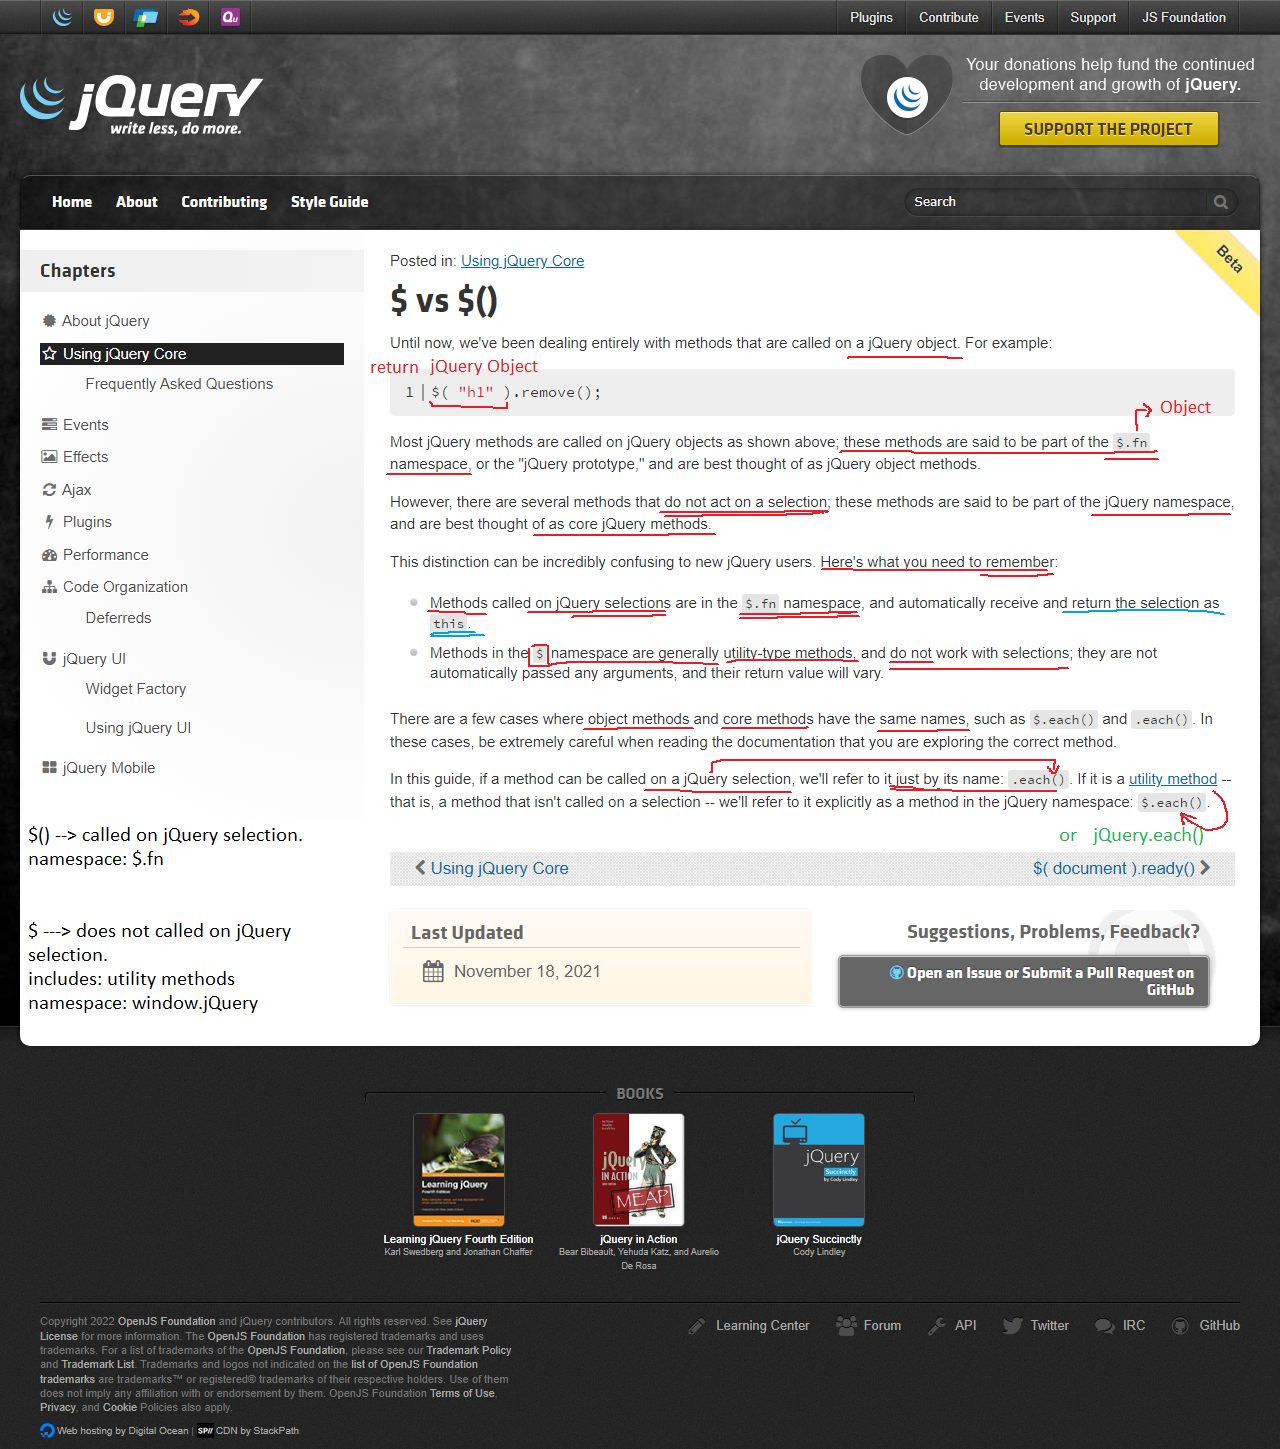 Plugins
Contribute
Events
Support
JS Foundation
jQuery
write less, do more.
Your donations help fund the continued
development and growth of jQuery.
SUPPORT THE PROJECT
Home
About
Contributing
Style Guide
Search
Beta
Chapters
About jQuery
Using jQuery Core
Frequently Asked Questions
Events
Effects
Ajax
Plugins
Performance
Code Organization
Deferreds
jQuery UI
Widget Factory
Using jQuery UI
jQuery Mobile
$() --> called on jQuery selection.
namespace: $.fn
$ ---> does not called on jQuery
selection.
includes: utility methods
namespace: window.jQuery
Posted in: Using jQuery Core
$ vs $()
Until now, we've been dealing entirely with methods that are called on a jQuery object. For example:
return jQuery Object
1 $( "h1" ).remove();
Object
Most jQuery methods are called on jQuery objects as shown above; these methods are said to be part of the $.fn
namespace, or the "jQuery prototype," and are best thought of as jQuery object methods.
However, there are several methods that do not act on a selection; these methods are said to be part of the jQuery namespace,
and are best thought of as core jQuery methods.
This distinction can be incredibly confusing to new jQuery users. Here's what you need to remember:
Methods called on jQuery selections are in the $.fn namespace, and automatically receive and return the selection as
this.
Methods in the $ namespace are generally utility-type methods, and do not work with selections; they are not
automatically passed any arguments, and their return value will vary.
There are a few cases where object methods and core methods have the same names, such as $.each() and .each(). In
these cases, be extremely careful when reading the documentation that you are exploring the correct method.
In this guide, if a method can be called on a jQuery selection, we'll refer to it just by its name: .each(). If it is a utility method --
that is, a method that isn't called on a selection -- we'll refer to it explicitly as a method in the jQuery namespace: $.each().
or jQuery.each()
Using jQuery Core
$( document ).ready()
Last Updated
November 18, 2021
Suggestions, Problems, Feedback?
Open an Issue or Submit a Pull Request on
GitHub
BOOKS
Learning jQuery
Fourth Edition
jQuery
IN ACTION
MEAP
jQuery
Succinctly
by Cody Lindley
Learning jQuery Fourth Edition
Karl Swedberg and Jonathan Chaffer
jQuery in Action
Bear Bibeault, Yehuda Katz, and Aurelio
De Rosa
jQuery Succinctly
Cody Lindley
Copyright 2022 OpenJS Foundation and jQuery contributors. All rights reserved. See jQuery
License for more information. The OpenJS Foundation has registered trademarks and uses
trademarks. For a list of trademarks of the OpenJS Foundation, please see our Trademark Policy
and Trademark List. Trademarks and logos not indicated on the list of OpenJS Foundation
trademarks are trademarks™ or registered® trademarks of their respective holders. Use of them
does not imply any affiliation with or endorsement by them. OpenJS Foundation Terms of Use,
Privacy, and Cookie Policies also apply.
Web hosting by Digital Ocean | SP// CDN by StackPath
Learning Center
Forum
API
Twitter
IRC
GitHub